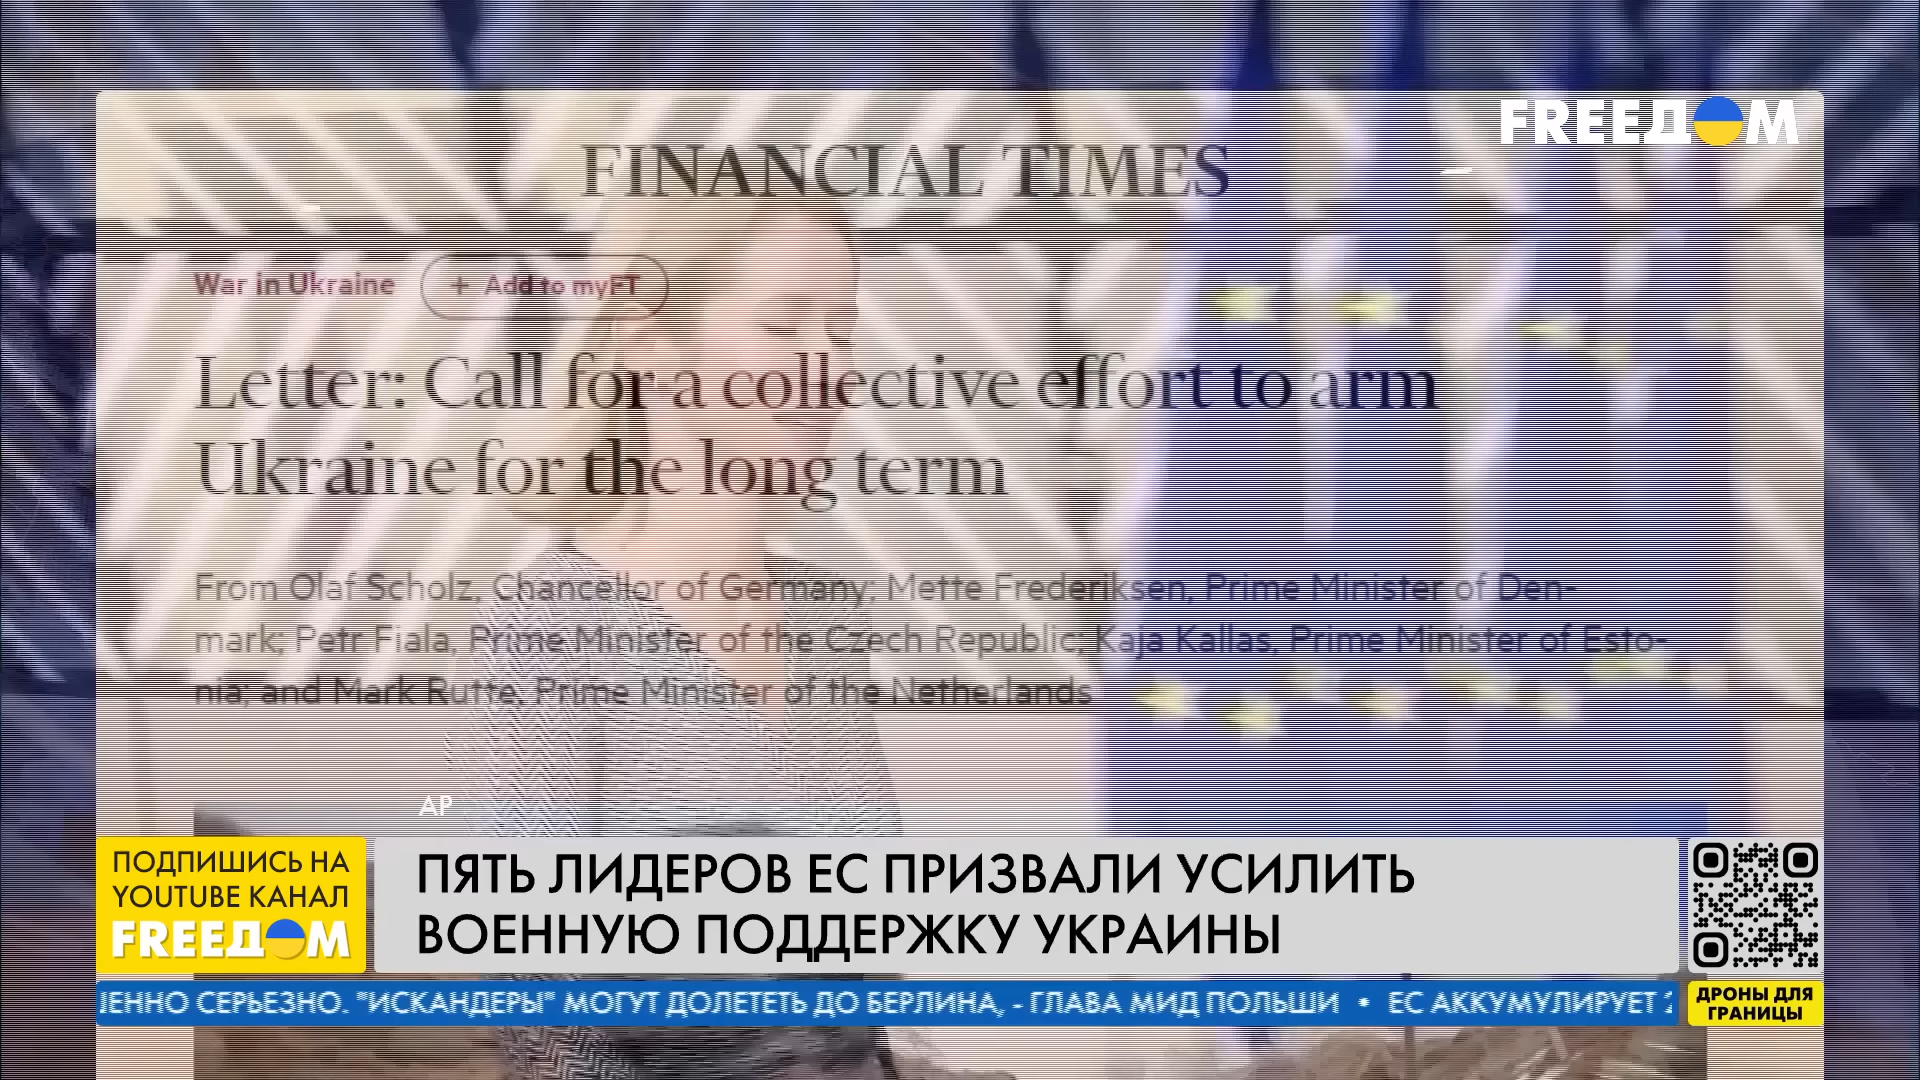 FREEДOM
FINANCIAL TIMES
War in Ukraine
+ Add to myFT
Letter: Call for a collective effort to arm
Ukraine for the long term
From Olaf Scholz, Chancellor of Germany; Mette Frederiksen, Prime Minister of Den-
mark; Petr Fiala, Prime Minister of the Czech Republic; Kaja Kallas, Prime Minister of Esto-
nia; and Mark Rutte, Prime Minister of the Netherlands
AP
ПОДПИШИСЬ НА
YOUTUBE КАНАЛ
FREEДOM
ПЯТЬ ЛИДЕРОВ ЕС ПРИЗВАЛИ УСИЛИТЬ
ВОЕННУЮ ПОДДЕРЖКУ УКРАИНЫ
ЕННО СЕРЬЕЗНО. "ИСКАНДЕРЫ" МОГУТ ДОЛЕТЕТЬ ДО БЕРЛИНА, - ГЛАВА МИД ПОЛЬШИ • ЕС АККУМУЛИРУЕТ
ДРОНЫ ДЛЯ
ГРАНИЦЫ